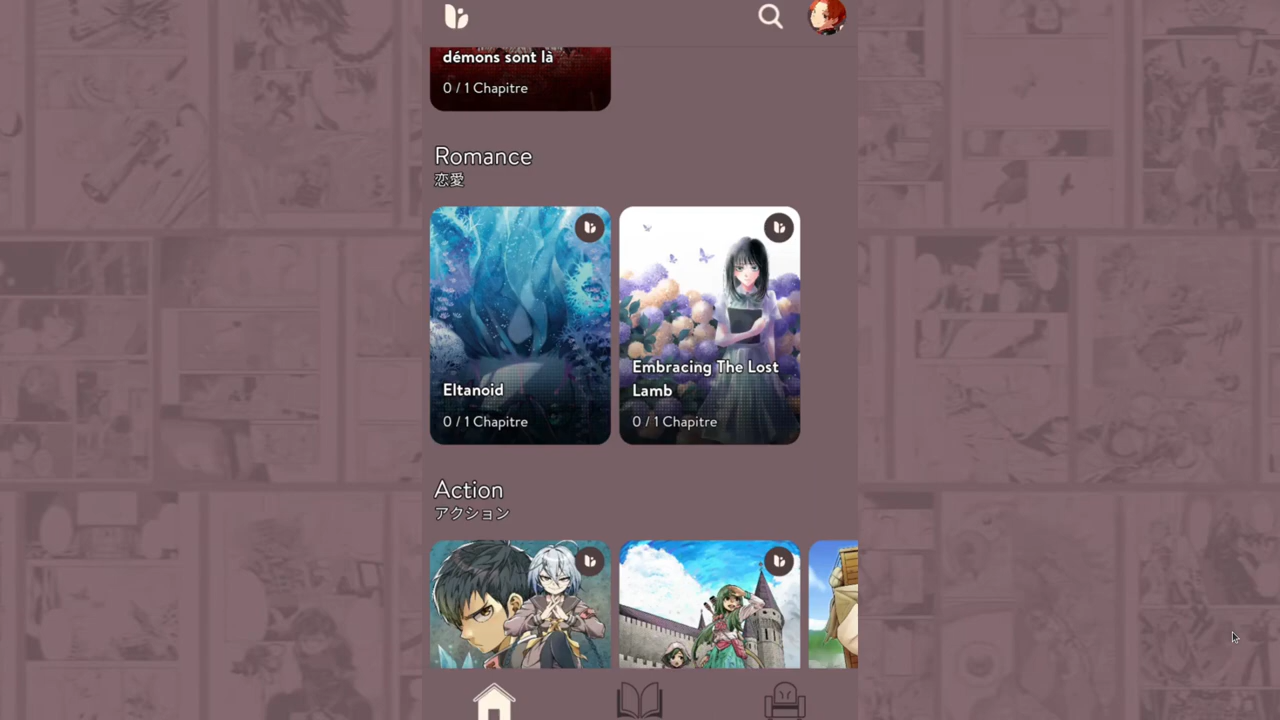 démons sont là
0 / 1 Chapitre
Romance
恋愛
Eltanoid
0 / 1 Chapitre
Embracing The Lost
Lamb
0 / 1 Chapitre
Action
アクション